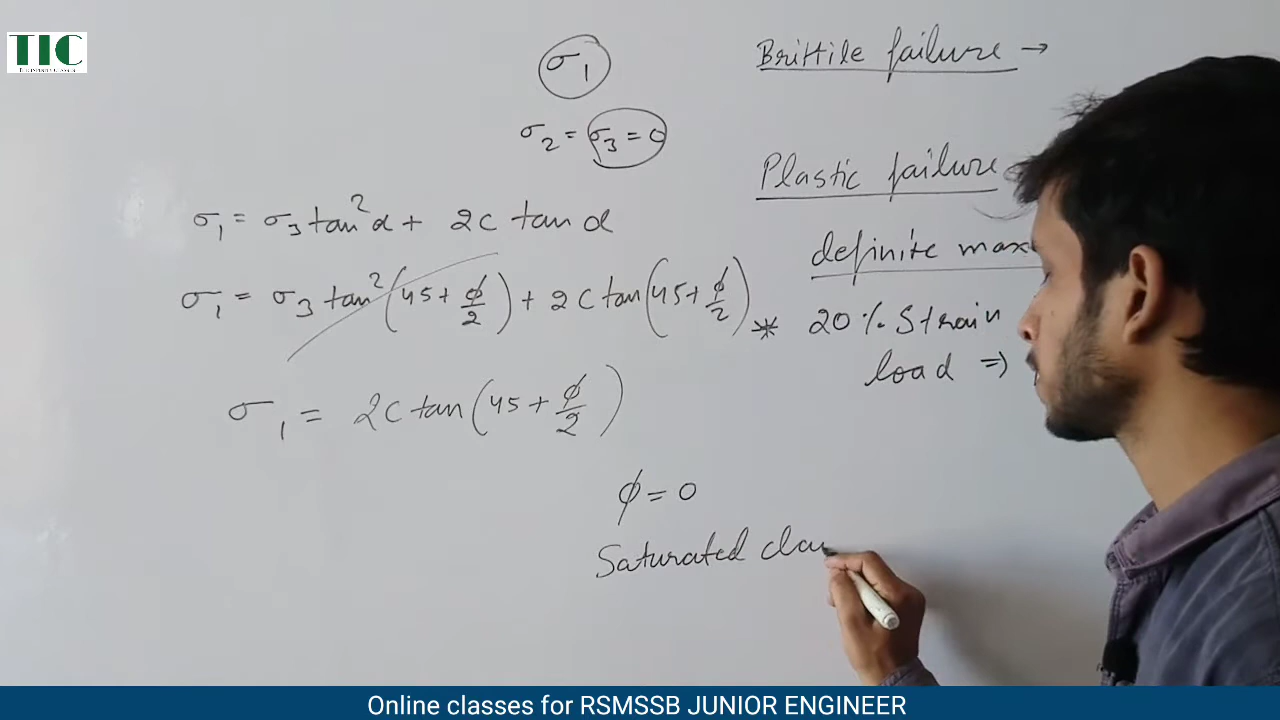 TIC
σ₁
σ₂ = σ₃ = 0
σ₁ = σ₃ tan²α + 2C tan α
σ₁ = σ₃ tan²(45 + ϕ/2) + 2C tan(45 + ϕ/2)
σ₁ = 2C tan(45 + ϕ/2)
ϕ = 0
Saturated clay
Brittile failure →
Plastic failure
definite max
* 20% Strain
load ⇒
Online classes for RSMSSB JUNIOR ENGINEER